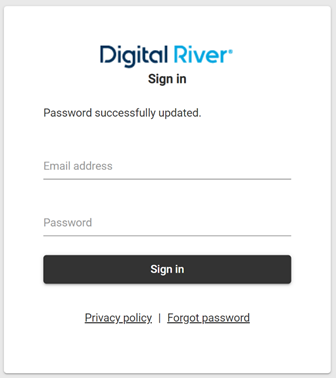 Digital River®
Sign in
Password successfully updated.
Email address
Password
Sign in
Privacy policy | Forgot password